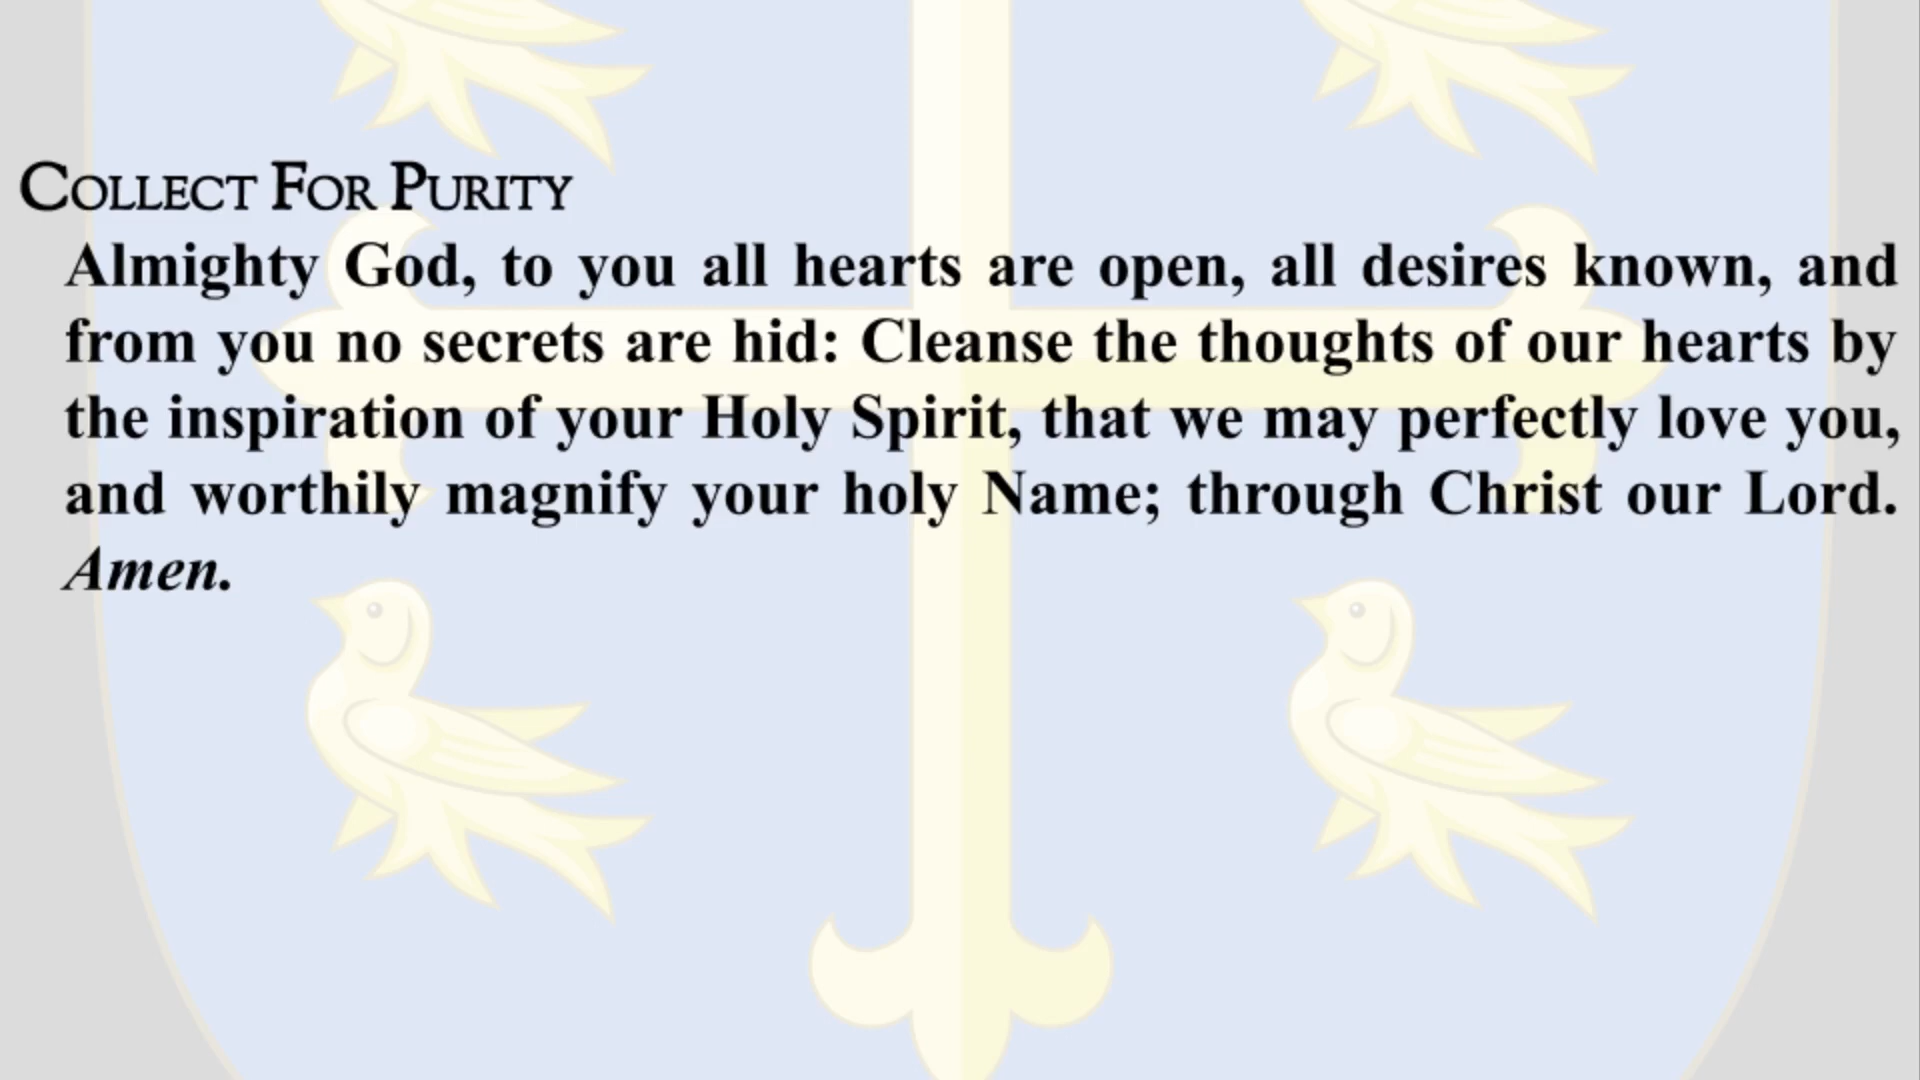 Collect For Purity
Almighty God, to you all hearts are open, all desires known, and
from you no secrets are hid: Cleanse the thoughts of our hearts by
the inspiration of your Holy Spirit, that we may perfectly love you,
and worthily magnify your holy Name; through Christ our Lord.
Amen.